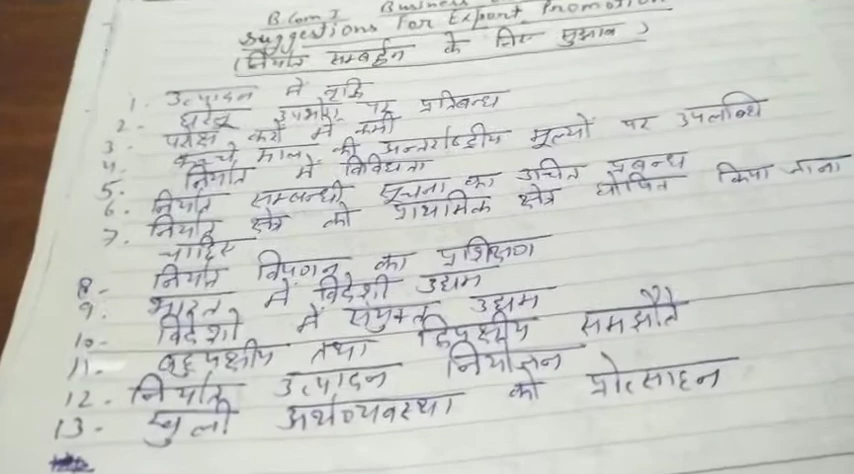 B.Com I Business
Suggestions For Export Promotion
(निर्यात सम्बर्द्धन के लिए सुझाव)
1. उत्पादन में वृद्धि
2. घरेलू उपभोग पर प्रतिबन्ध
3. परोक्ष करों में कमी
4. कच्चे माल की अन्तर्राष्ट्रीय मूल्यों पर उपलब्धि
5. निर्यात में विविधता
6. निर्यात सम्बन्धी सूचना का उचित प्रबन्ध
7. निर्यात क्षेत्र को प्राथमिक क्षेत्र घोषित किया जाना
चाहिए
8- निर्यात विपणन का प्रशिक्षण
9. भारत में विदेशी उद्यम
10- विदेशों में संयुक्त उद्यम
11. बहुपक्षीय तथा द्विपक्षीय समझौते
12. निर्यात उत्पादन नियोजन
13- खुली अर्थव्यवस्था को प्रोत्साहन